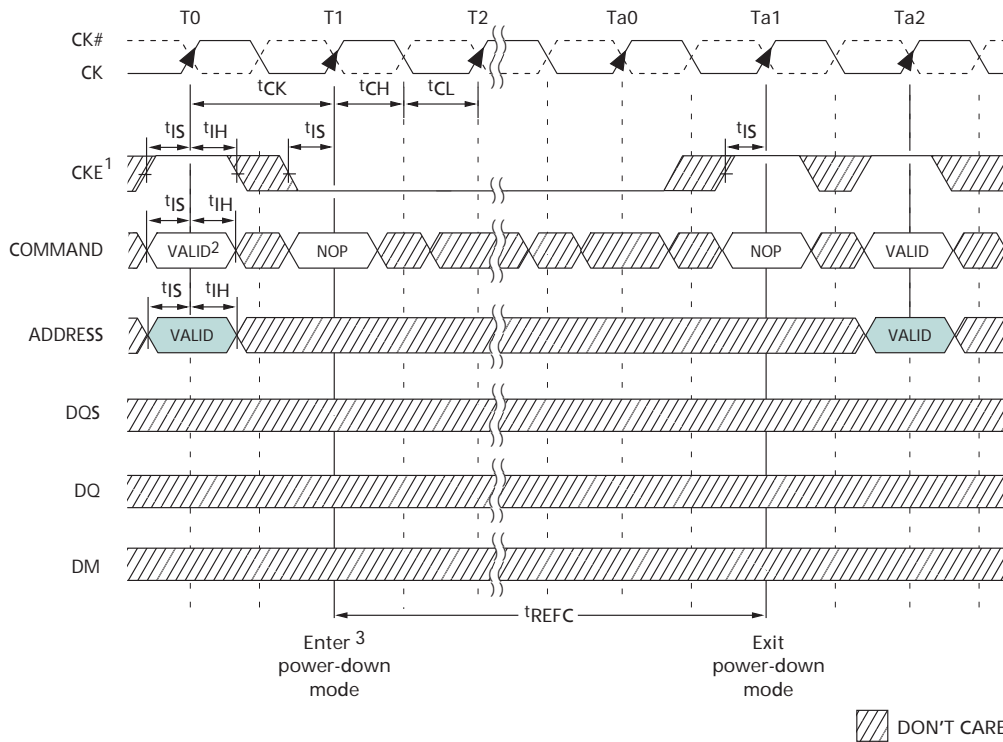 T0 T1 T2 Ta0 Ta1 Ta2
CK#
CK
tCK tCH tCL
tIS tIH tIS tIS
CKE1
tIS tIH
COMMAND VALID2 NOP NOP VALID
tIS tIH
ADDRESS VALID VALID
DQS
DQ
DM
tREFC
Enter 3
power-down
mode
Exit
power-down
mode
DON'T CARE